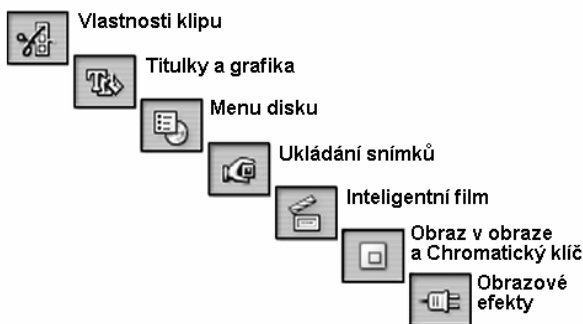 Vlastnosti klipu
Titulky a grafika
Menu disku
Ukládání snímků
Inteligentní film
Obraz v obraze
a Chromatický klíč
Obrazové
efekty